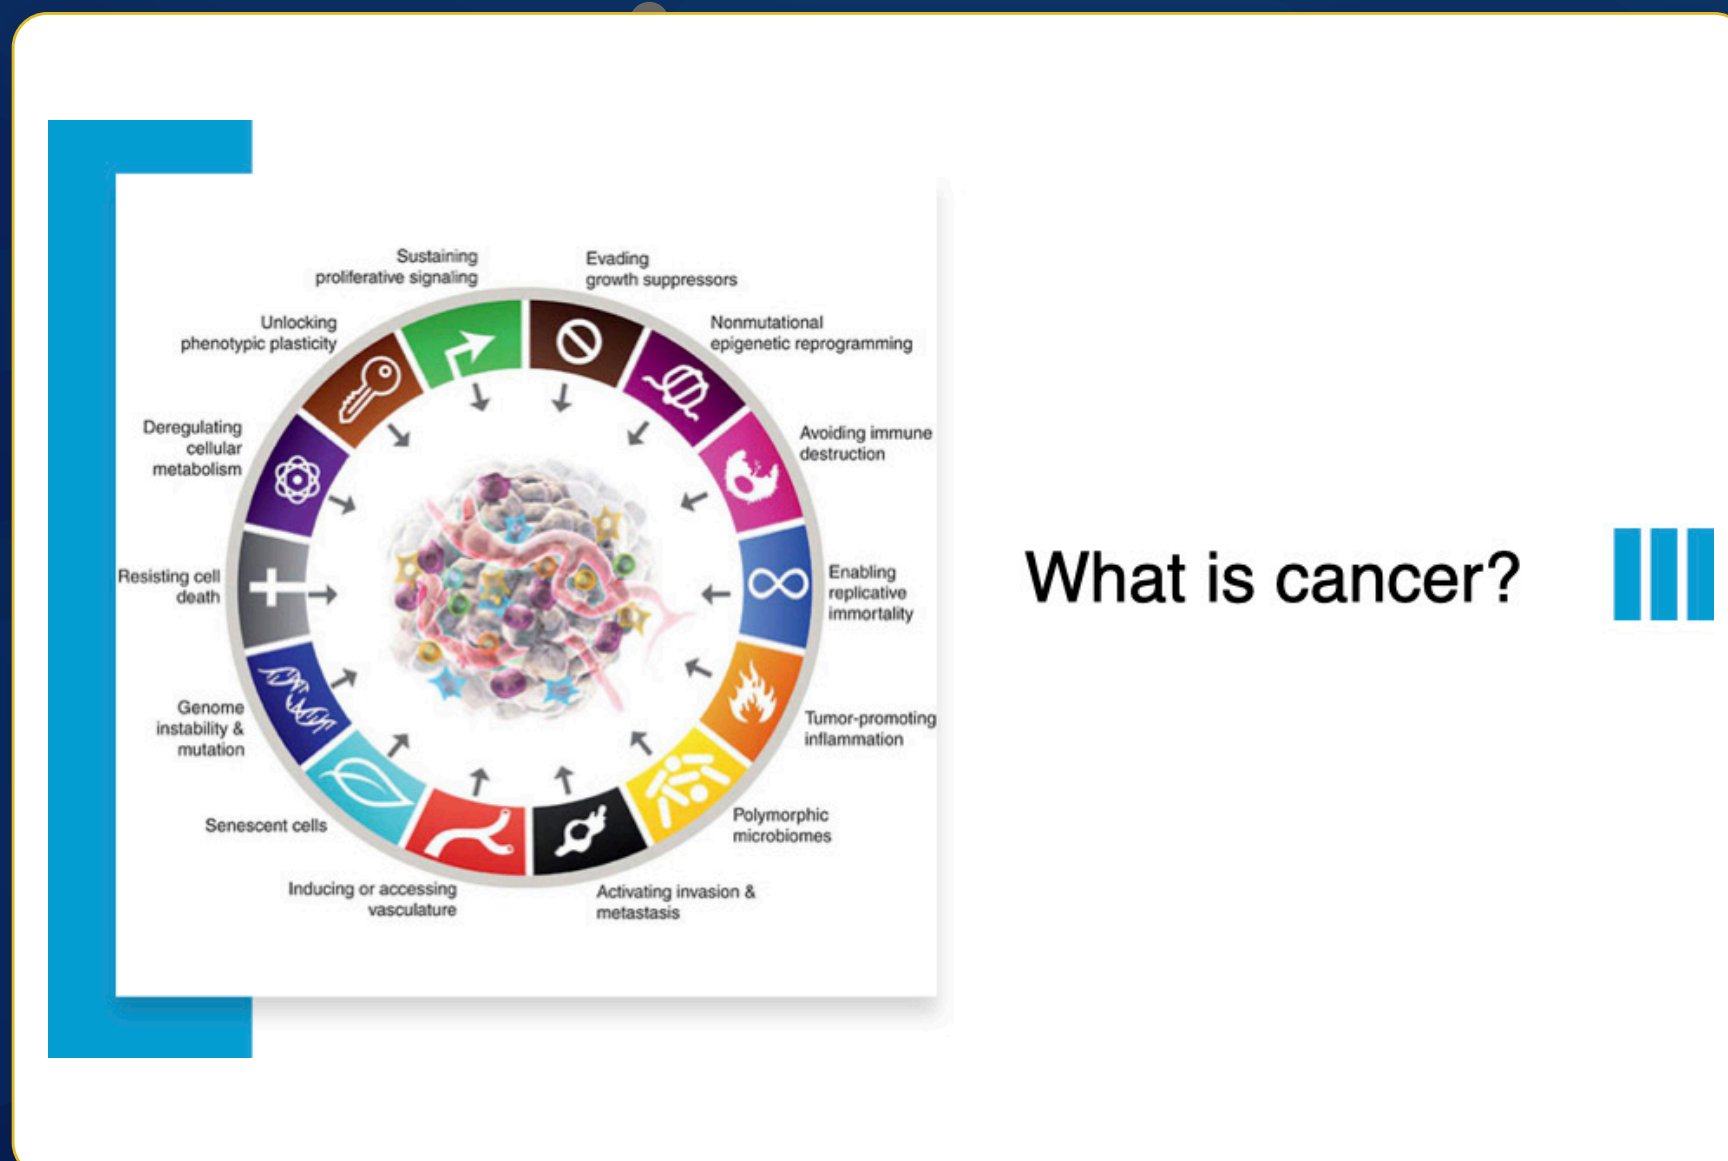 Sustaining
proliferative signaling
Evading
growth suppressors
Nonmutational
epigenetic reprogramming
Avoiding immune
destruction
Enabling
replicative
immortality
Tumor-promoting
inflammation
Polymorphic
microbiomes
Activating invasion &
metastasis
Inducing or accessing
vasculature
Senescent cells
Genome
instability &
mutation
Resisting cell
death
Deregulating
cellular
metabolism
Unlocking
phenotypic plasticity
What is cancer?